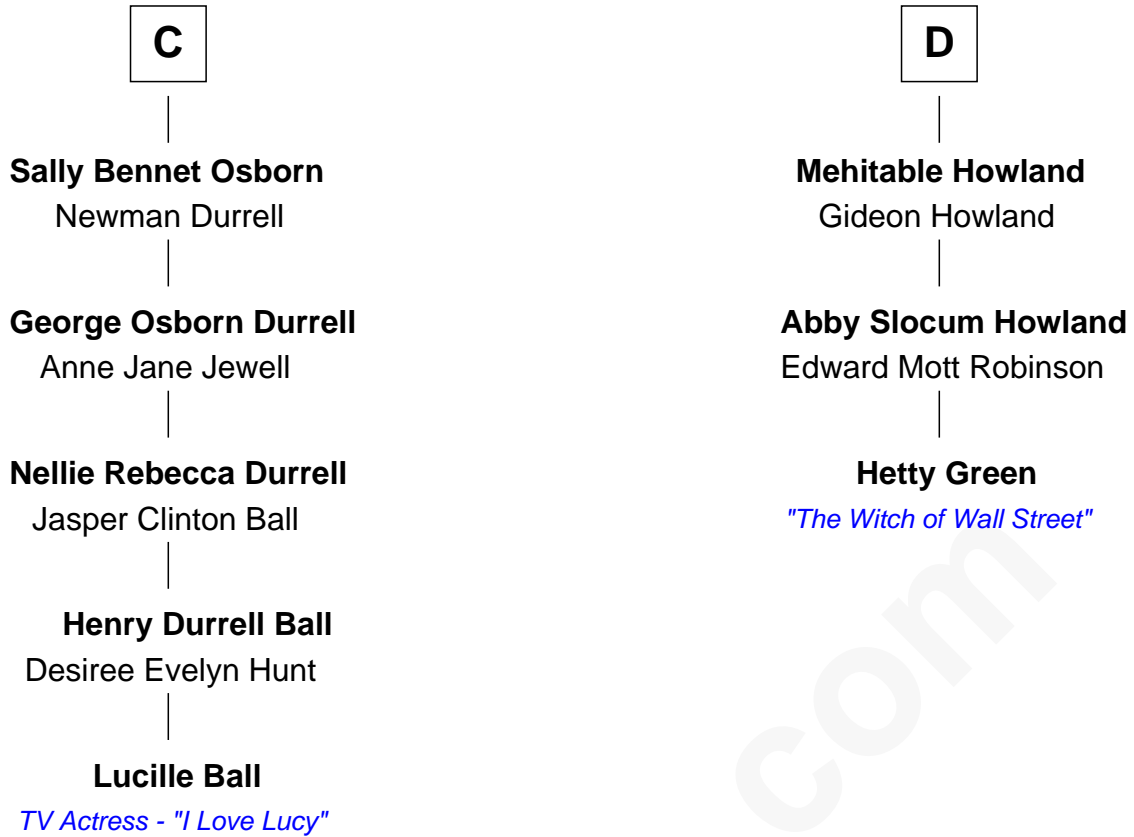 C
Sally Bennet Osborn
Newman Durrell
George Osborn Durrell
Anne Jane Jewell
Nellie Rebecca Durrell
Jasper Clinton Ball
Henry Durrell Ball
Desiree Evelyn Hunt
Lucille Ball
TV Actress - "I Love Lucy"
D
Mehitable Howland
Gideon Howland
Abby Slocum Howland
Edward Mott Robinson
Hetty Green
"The Witch of Wall Street"
com